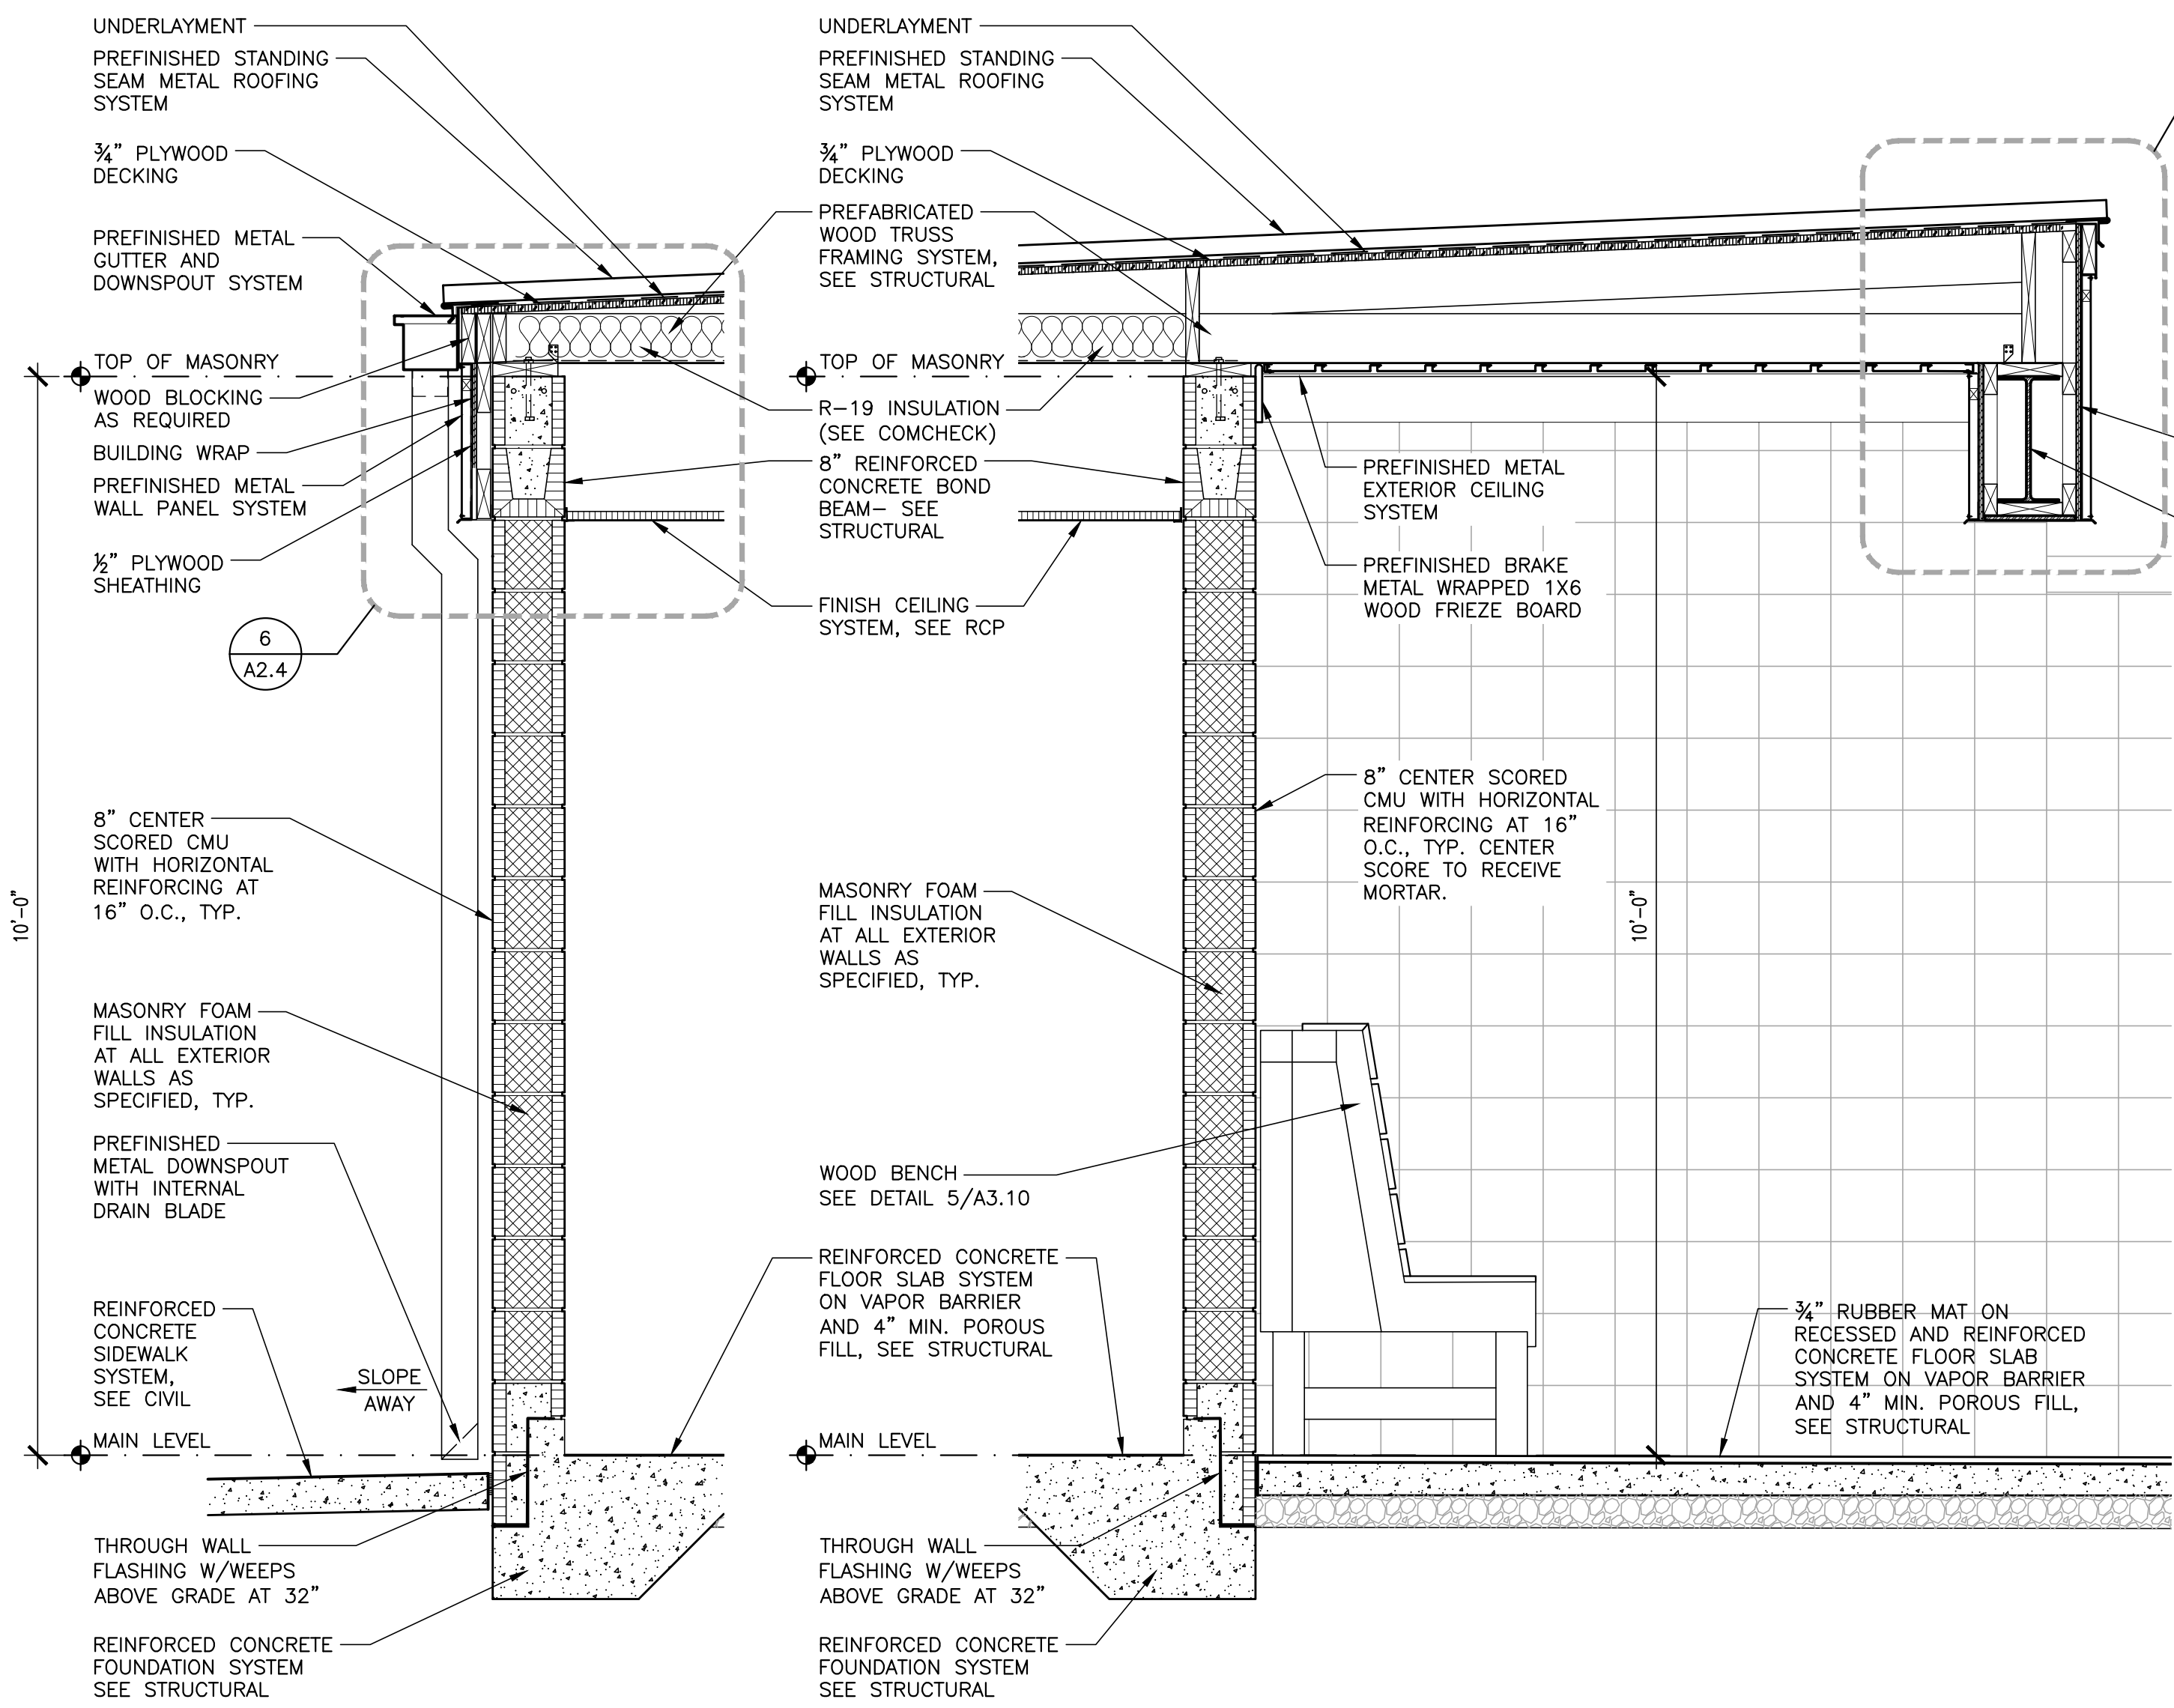 UNDERLAYMENT
PREFINISHED STANDING
SEAM METAL ROOFING
SYSTEM
¾” PLYWOOD
DECKING
PREFINISHED METAL
GUTTER AND
DOWNSPOUT SYSTEM
TOP OF MASONRY
WOOD BLOCKING
AS REQUIRED
BUILDING WRAP
PREFINISHED METAL
WALL PANEL SYSTEM
½” PLYWOOD
SHEATHING
6
A2.4
8” CENTER
SCORED CMU
WITH HORIZONTAL
REINFORCING AT
16” O.C., TYP.
10’–0”
MASONRY FOAM
FILL INSULATION
AT ALL EXTERIOR
WALLS AS
SPECIFIED, TYP.
PREFINISHED
METAL DOWNSPOUT
WITH INTERNAL
DRAIN BLADE
REINFORCED
CONCRETE
SIDEWALK
SYSTEM,
SEE CIVIL
SLOPE
AWAY
MAIN LEVEL
THROUGH WALL
FLASHING W/WEEPS
ABOVE GRADE AT 32”
REINFORCED CONCRETE
FOUNDATION SYSTEM
SEE STRUCTURAL
UNDERLAYMENT
PREFINISHED STANDING
SEAM METAL ROOFING
SYSTEM
¾” PLYWOOD
DECKING
PREFABRICATED
WOOD TRUSS
FRAMING SYSTEM,
SEE STRUCTURAL
TOP OF MASONRY
R–19 INSULATION
(SEE COMCHECK)
8” REINFORCED
CONCRETE BOND
BEAM– SEE
STRUCTURAL
FINISH CEILING
SYSTEM, SEE RCP
MASONRY FOAM
FILL INSULATION
AT ALL EXTERIOR
WALLS AS
SPECIFIED, TYP.
WOOD BENCH
SEE DETAIL 5/A3.10
REINFORCED CONCRETE
FLOOR SLAB SYSTEM
ON VAPOR BARRIER
AND 4” MIN. POROUS
FILL, SEE STRUCTURAL
MAIN LEVEL
THROUGH WALL
FLASHING W/WEEPS
ABOVE GRADE AT 32”
REINFORCED CONCRETE
FOUNDATION SYSTEM
SEE STRUCTURAL
PREFINISHED METAL
EXTERIOR CEILING
SYSTEM
PREFINISHED BRAKE
METAL WRAPPED 1X6
WOOD FRIEZE BOARD
8” CENTER SCORED
CMU WITH HORIZONTAL
REINFORCING AT 16”
O.C., TYP. CENTER
SCORE TO RECEIVE
MORTAR.
10’–0”
¾” RUBBER MAT ON
RECESSED AND REINFORCED
CONCRETE FLOOR SLAB
SYSTEM ON VAPOR BARRIER
AND 4” MIN. POROUS FILL,
SEE STRUCTURAL